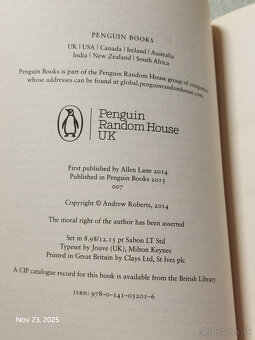 PENGUIN BOOKS
UK | USA | Canada | Ireland | Australia
India | New Zealand | South Africa
Penguin Books is part of the Penguin Random House group of companies
whose addresses can be found at global.penguinrandomhouse.com.
Penguin
Random House
UK
First published by Allen Lane 2014
Published in Penguin Books 2015
007
Copyright © Andrew Roberts, 2014
The moral right of the author has been asserted
Set in 8.98/12.15 pt Sabon LT Std
Typeset by Jouve (UK), Milton Keynes
Printed in Great Britain by Clays Ltd, St Ives plc
A CIP catalogue record for this book is available from the British Library
ISBN: 978-0-141-03201-6
Nov 23, 2025